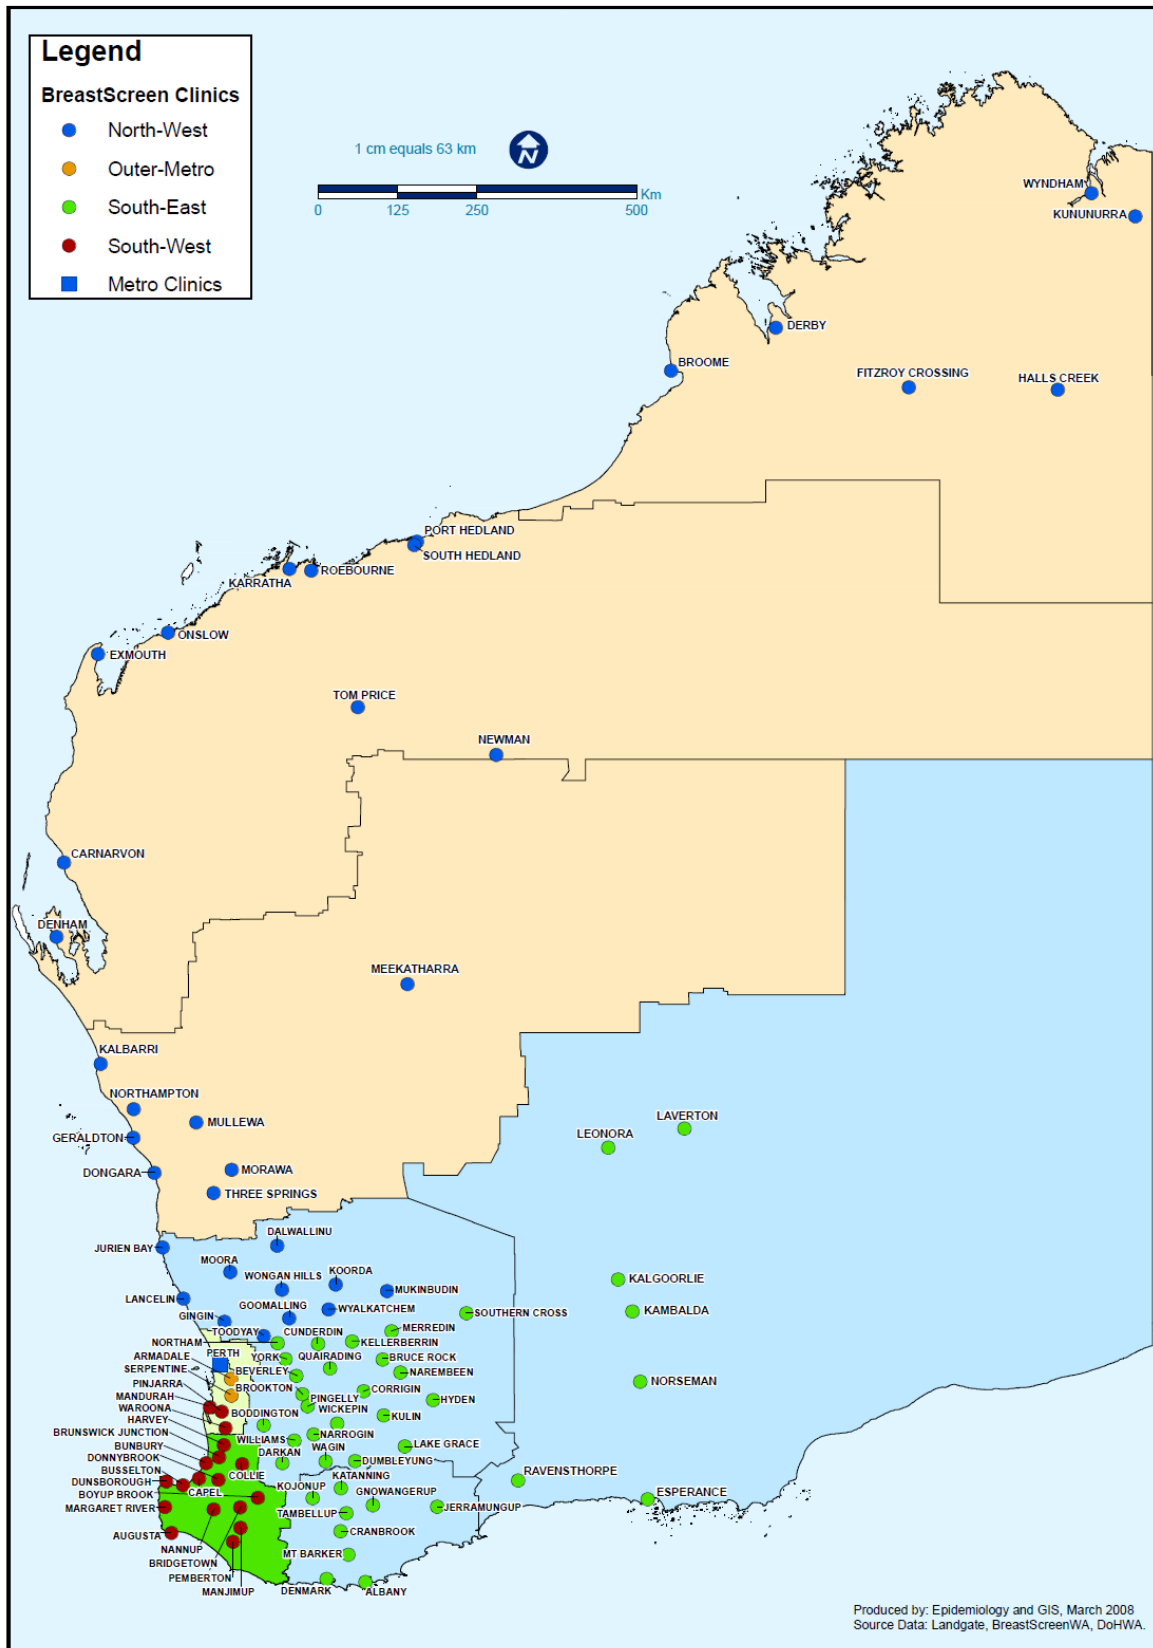 Legend
BreastScreen Clinics
North-West
Outer-Metro
South-East
South-West
Metro Clinics
1 cm equals 63 km
N
Km
0 125 250 500
WYNDHAM
KUNUNURRA
DERBY
BROOME
FITZROY CROSSING
HALLS CREEK
PORT HEDLAND
SOUTH HEDLAND
KARRATHA
ROEBOURNE
ONSLOW
EXMOUTH
TOM PRICE
NEWMAN
CARNARVON
DENHAM
MEEKATHARRA
KALBARRI
NORTHAMPTON
MULLEWA
GERALDTON
LAVERTON
LEONORA
DONGARA
MORAWA
THREE SPRINGS
DALWALLINU
JURIEN BAY
MOORA
WONGAN HILLS
KOORDA
MUKINBUDIN
KALGOORLIE
LANCELIN
GOOMALLING
WYALKATCHEM
SOUTHERN CROSS
KAMBALDA
GINGIN
TOODYAY
CUNDERDIN
MERREDIN
NORTHAM
KELLERBERRIN
ARMADALE
PERTH
YORK
QUAIRADING
BRUCE ROCK
SERPENTINE
BEVERLEY
NAREMBEEN
PINJARRA
BROOKTON
CORRIGIN
NORSEMAN
MANDURAH
PINGELLY
HYDEN
WAROONA
BODDINGTON
WICKEPIN
KULIN
HARVEY
BRUNSWICK JUNCTION
WILLIAMS
NARROGIN
LAKE GRACE
BUNBURY
DARKAN
WAGIN
DUMBLEYUNG
DONNYBROOK
BUSSELTON
COLLIE
KATANNING
RAVENSTHORPE
DUNSBOROUGH
CAPEL
KOJONUP
GNOWANGERUP
ESPERANCE
BOYUP BROOK
MARGARET RIVER
TAMBELLUP
JERRAMUNGUP
AUGUSTA
CRANBROOK
NANNUP
MT BARKER
BRIDGETOWN
PEMBERTON
MANJIMUP
DENMARK
ALBANY
Produced by: Epidemiology and GIS, March 2008
Source Data: Landgate, BreastScreenWA, DoHWA.